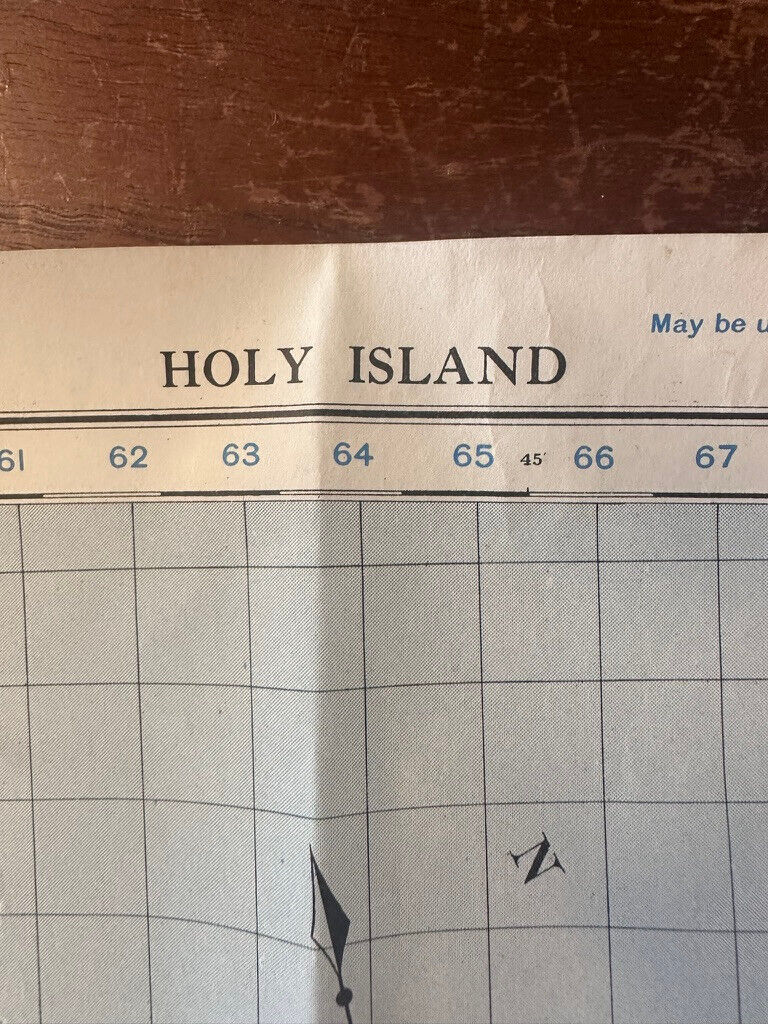 May be u
HOLY ISLAND
61 62 63 64 65 45′ 66 67
N